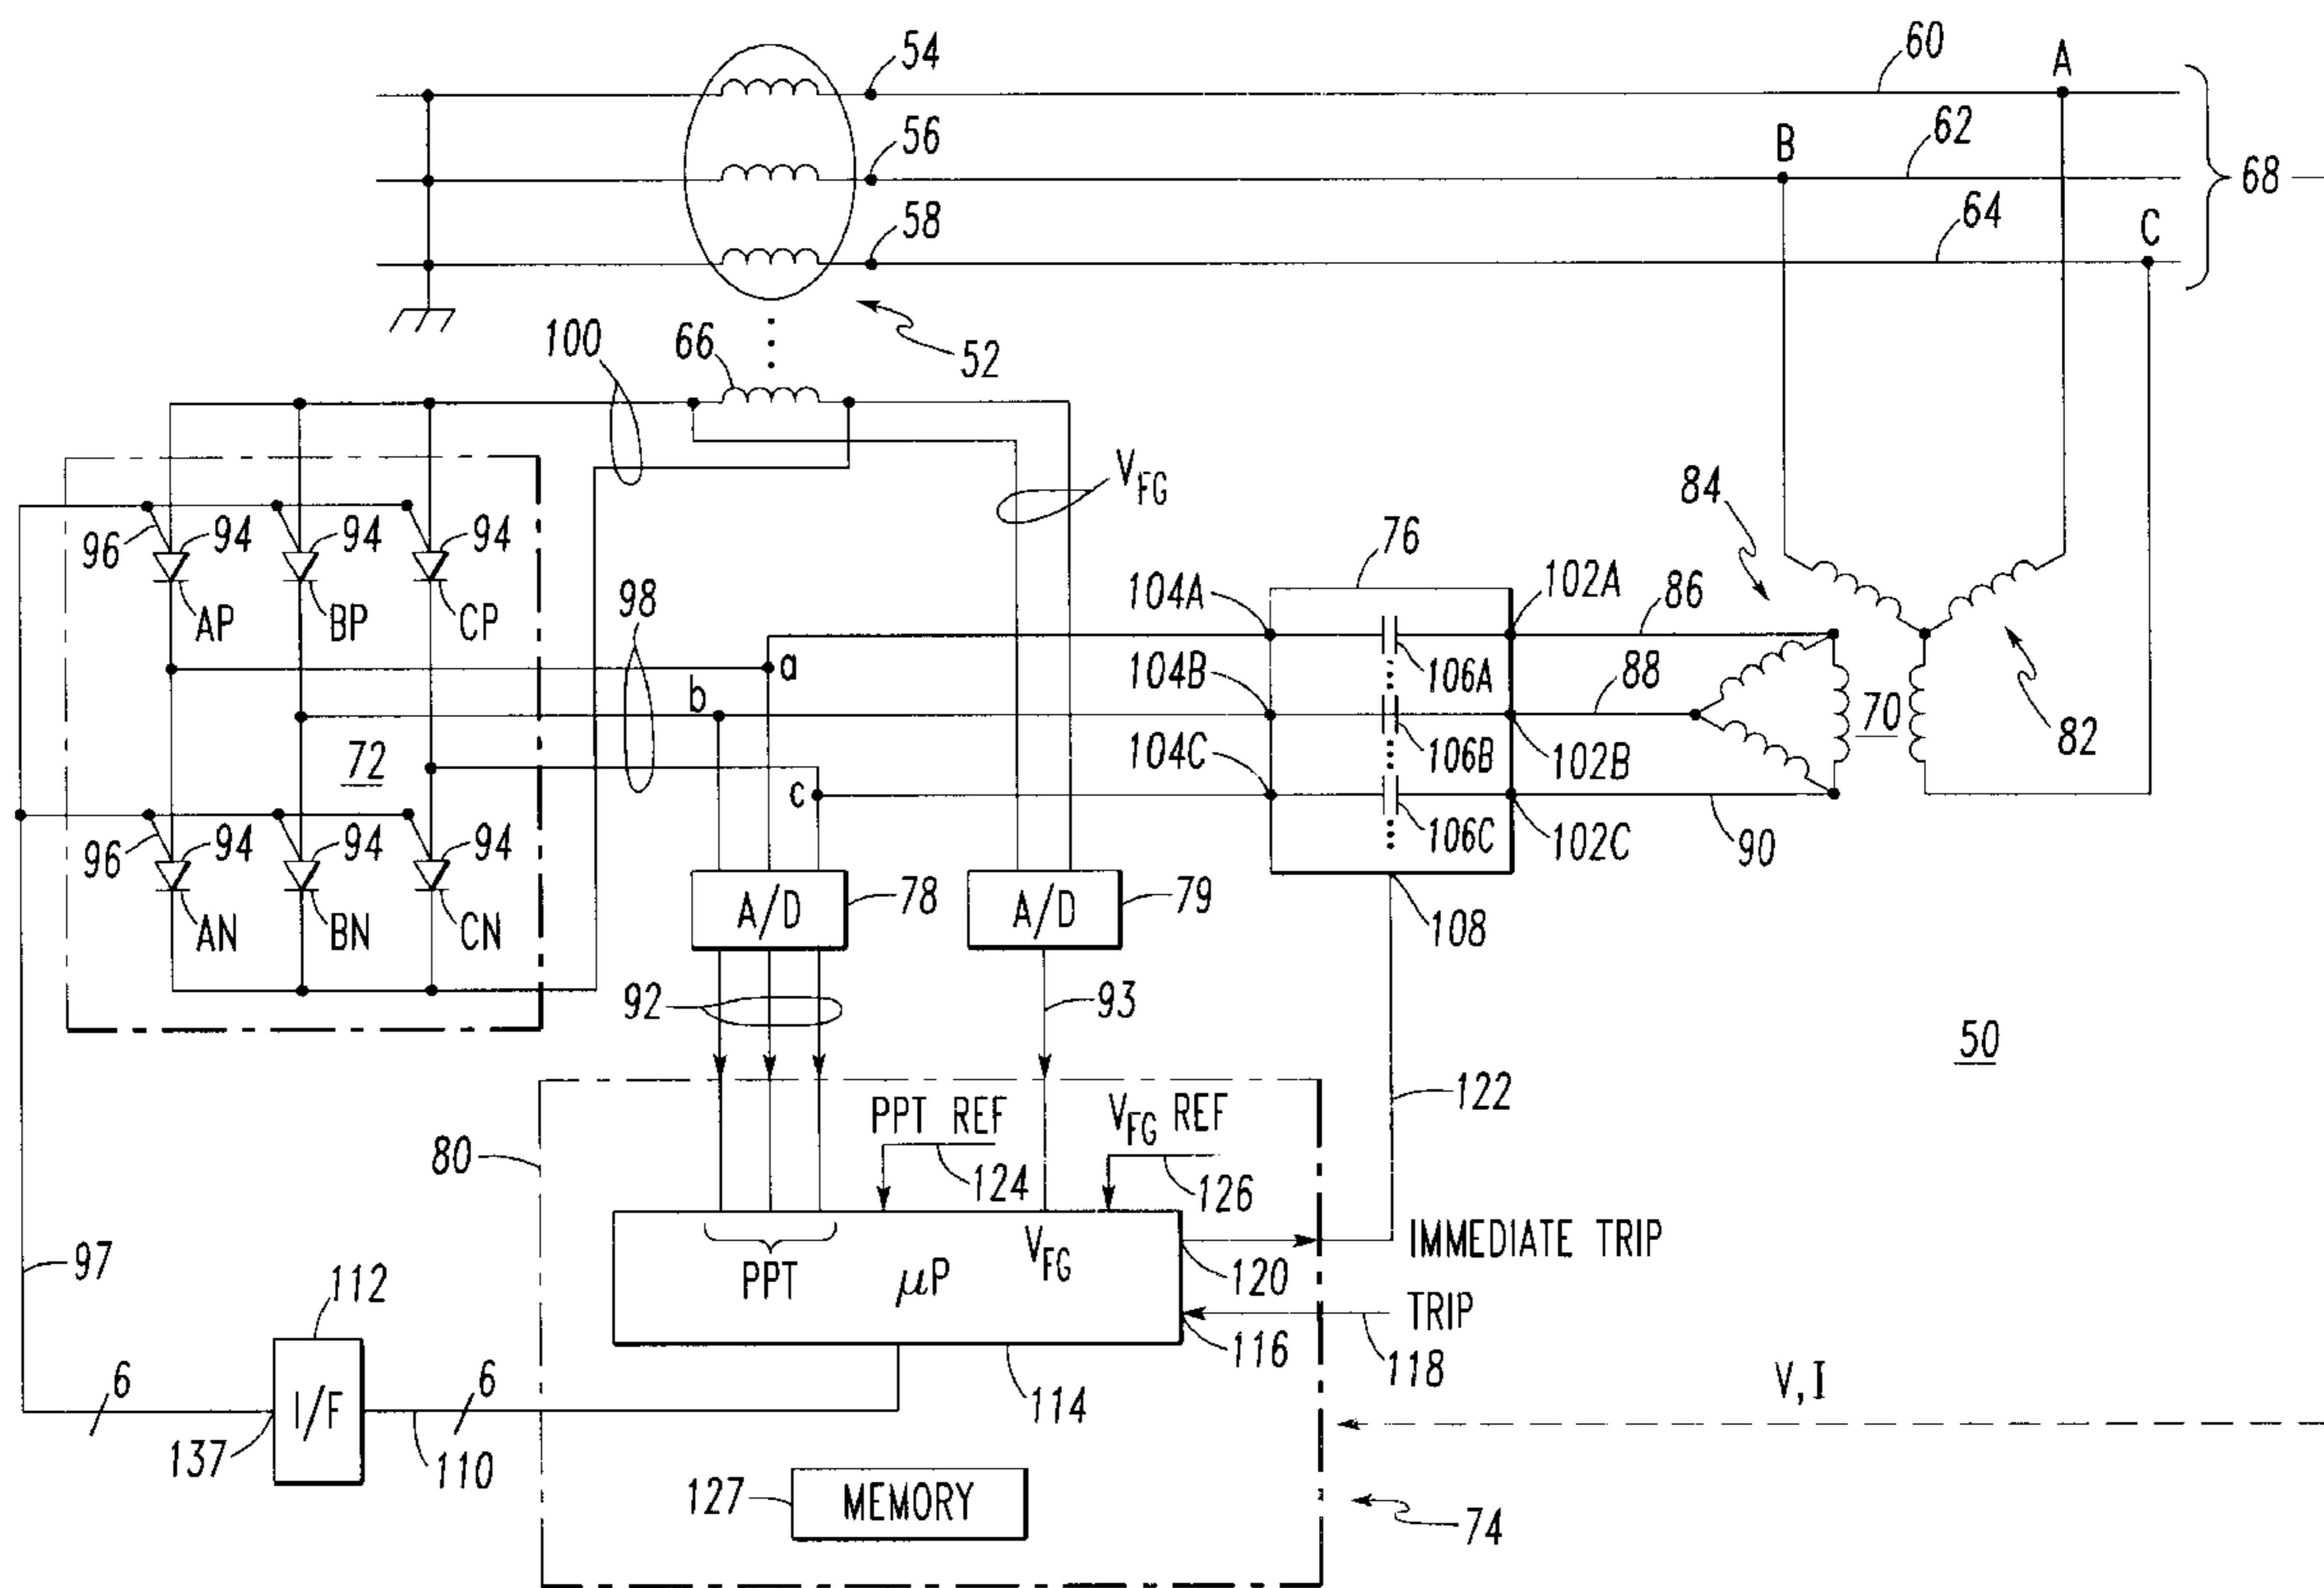 60
A
54
56
B
62
68
58
64
C
100
66
52
V_FG
84
76
96
94
94
94
98
104A
102A
86
AP
BP
CP
a
106A
104B
88
b
70
72
106B
102B
82
104C
c
96
94
94
94
106C
102C
90
A/D
78
A/D
79
AN
BN
CN
108
92
93
50
PPT REF
V_FG REF
122
80
124
126
97
112
PPT
μP
V_FG
120
IMMEDIATE TRIP
TRIP
116
118
6
I/F
6
114
V, I
137
110
127
MEMORY
74